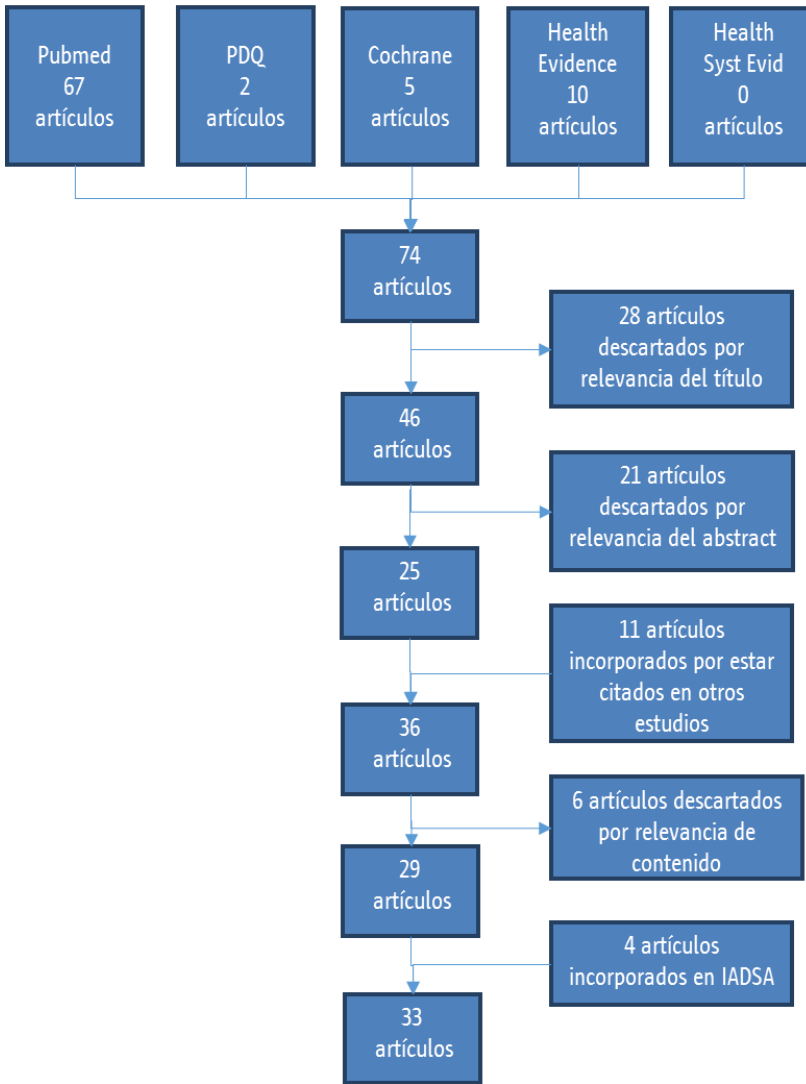 Pubmed
67
artículos
PDQ
2
artículos
Cochrane
5
artículos
Health
Evidence
10
artículos
Health
Syst Evid
0
artículos
74
artículos
28 artículos
descartados por
relevancia del título
46
artículos
21 artículos
descartados por
relevancia del abstract
25
artículos
11 artículos
incorporados por estar
citados en otros
estudios
36
artículos
6 artículos descartados
por relevancia de
contenido
29
artículos
4 artículos
incorporados en IADSA
33
artículos